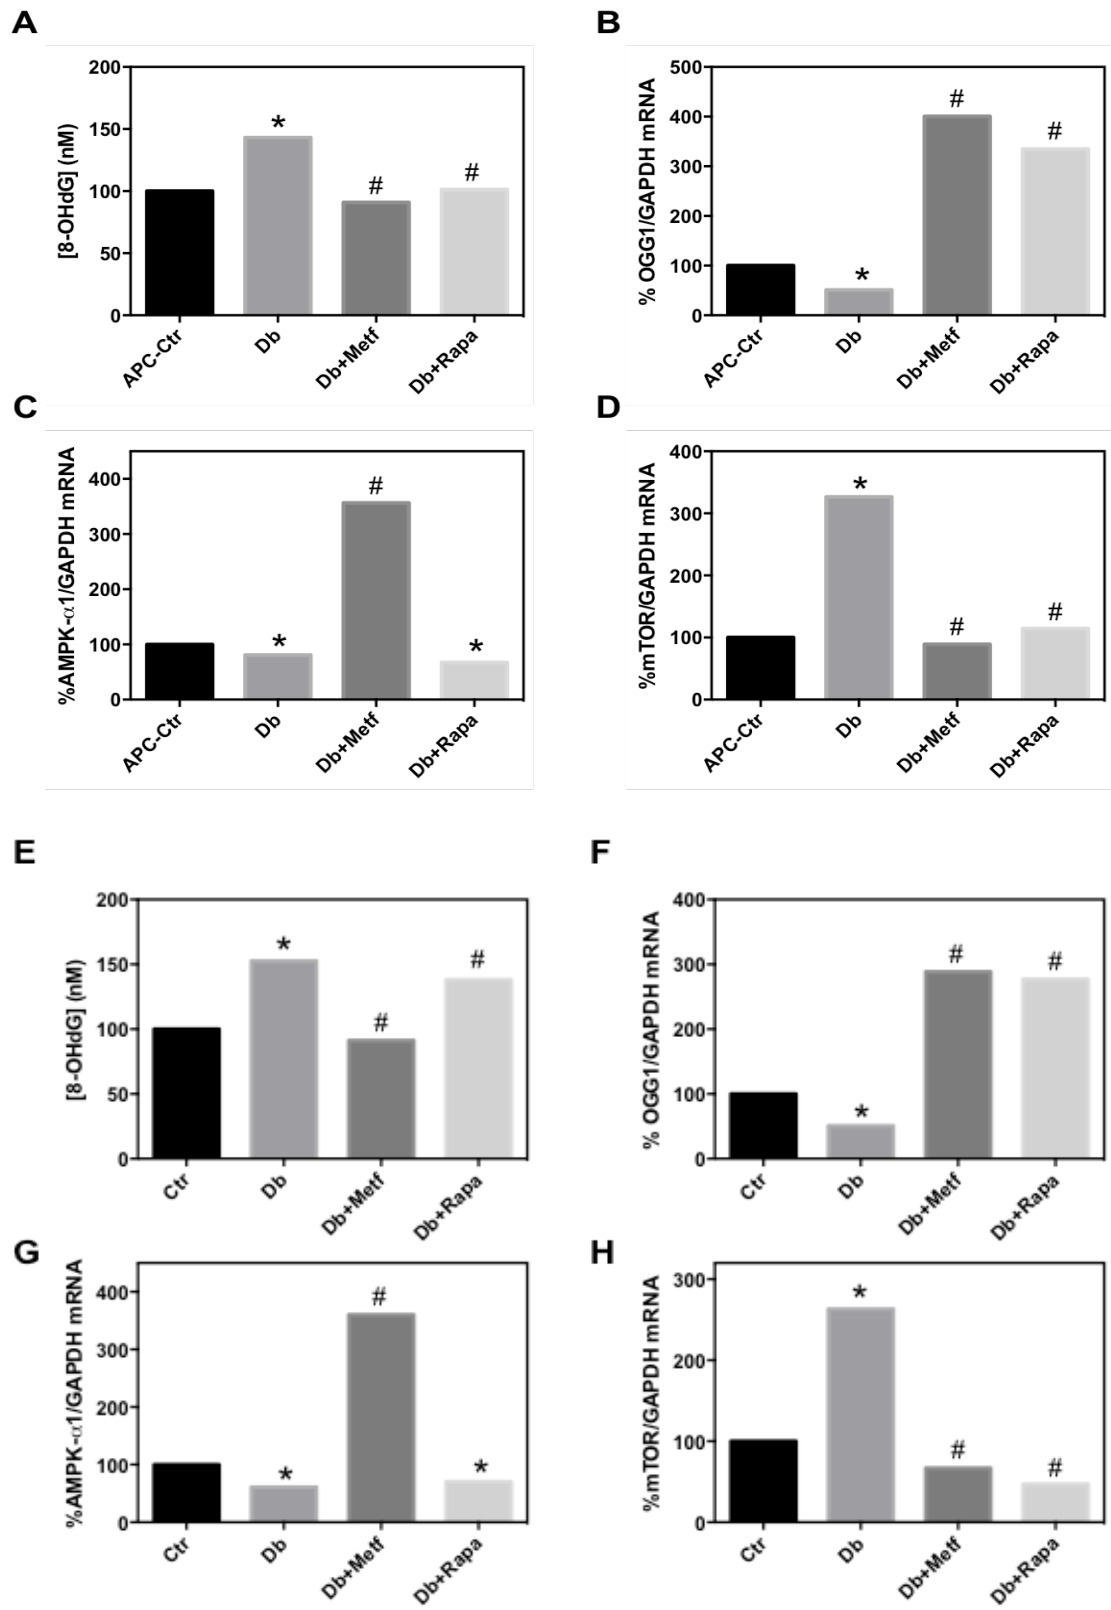 A
[8-OHdG] (nM)
200
150
100
50
0
*
#
#
APC-Ctr
Db
Db+Metf
Db+Rapa
B
% OGG1/GAPDH mRNA
500
400
300
200
100
0
*
#
#
APC-Ctr
Db
Db+Metf
Db+Rapa
C
%AMPK-α1/GAPDH mRNA
400
300
200
100
0
*
#
*
APC-Ctr
Db
Db+Metf
Db+Rapa
D
%mTOR/GAPDH mRNA
400
300
200
100
0
*
#
#
APC-Ctr
Db
Db+Metf
Db+Rapa
E
[8-OHdG] (nM)
200
150
100
50
0
*
#
#
Ctr
Db
Db+Metf
Db+Rapa
F
% OGG1/GAPDH mRNA
400
300
200
100
0
*
#
#
Ctr
Db
Db+Metf
Db+Rapa
G
%AMPK-α1/GAPDH mRNA
400
300
200
100
0
*
#
*
Ctr
Db
Db+Metf
Db+Rapa
H
%mTOR/GAPDH mRNA
300
200
100
0
*
#
#
Ctr
Db
Db+Metf
Db+Rapa